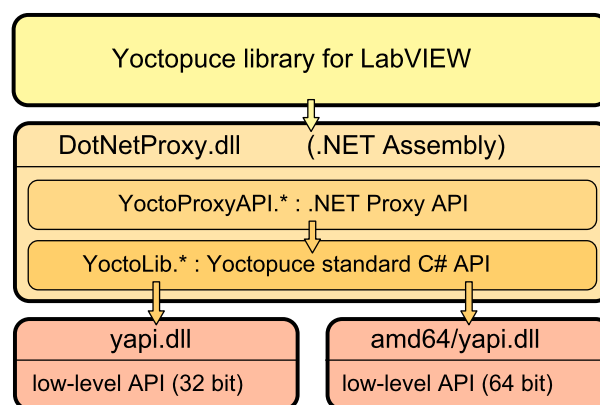 Yoctopuce library for LabVIEW
DotNetProxy.dll (.NET Assembly)
YoctoProxyAPI.* : .NET Proxy API
YoctoLib.* : Yoctopuce standard C# API
yapi.dll
low-level API (32 bit)
amd64/yapi.dll
low-level API (64 bit)